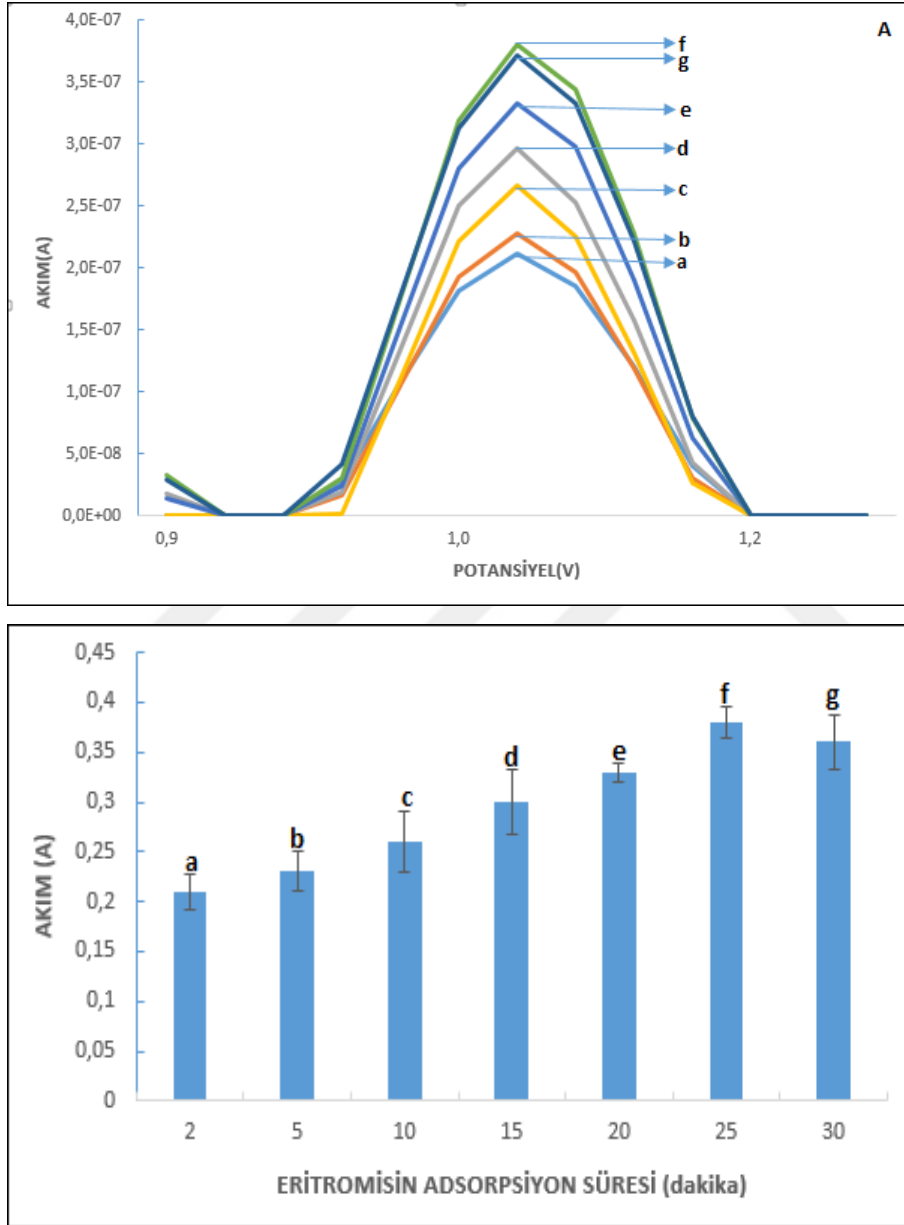 4,0E-07
A
f
3,5E-07
g
e
3,0E-07
d
2,5E-07
c
b
2,0E-07
a
1,5E-07
1,0E-07
5,0E-08
0,0E+00
AKIM(A)
0,9
1,0
1,2
POTANSİYEL(V)
0,45
0,4
0,35
0,3
0,25
0,2
0,15
0,1
0,05
0
AKIM (A)
a
b
c
d
e
f
g
2
5
10
15
20
25
30
ERİTROMİSİN ADSORPSİYON SÜRESİ (dakika)